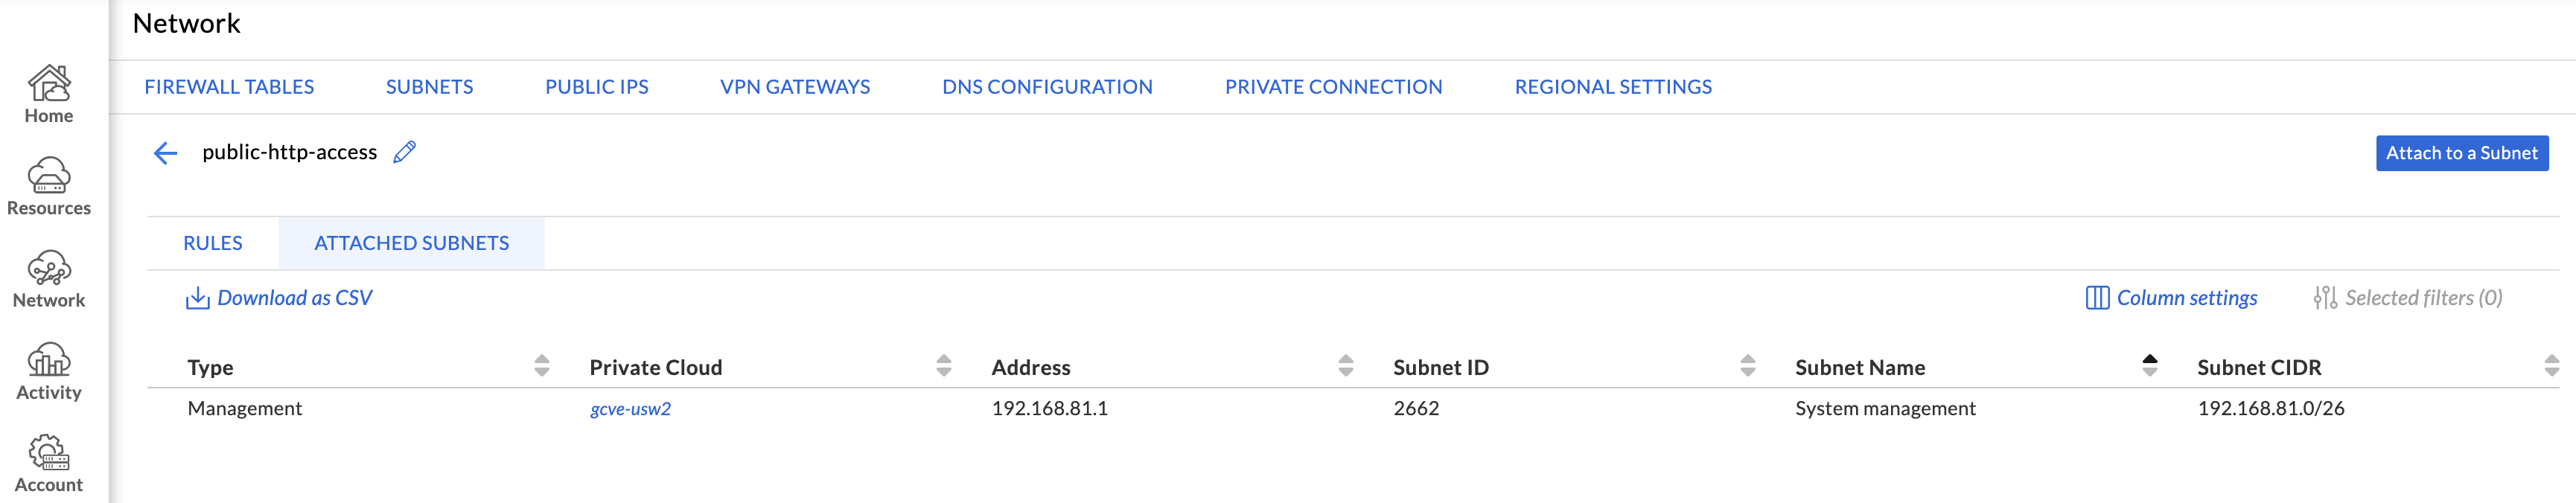 Network
FIREWALL TABLES SUBNETS PUBLIC IPS VPN GATEWAYS DNS CONFIGURATION PRIVATE CONNECTION REGIONAL SETTINGS
Home
public-http-access Attach to a Subnet
Resources
RULES ATTACHED SUBNETS
Network
Download as CSV Column settings Selected filters (0)
Type Private Cloud Address Subnet ID Subnet Name Subnet CIDR
Activity
Management gcve-usw2 192.168.81.1 2662 System management 192.168.81.0/26
Account